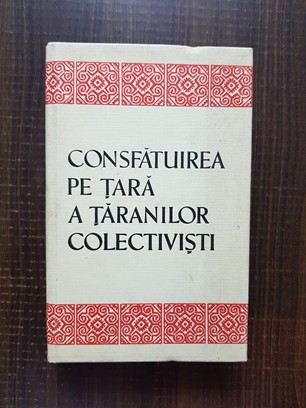 CONSFĂTUIREA
PE ȚARĂ
A ȚĂRANILOR
COLECTIVIȘTI